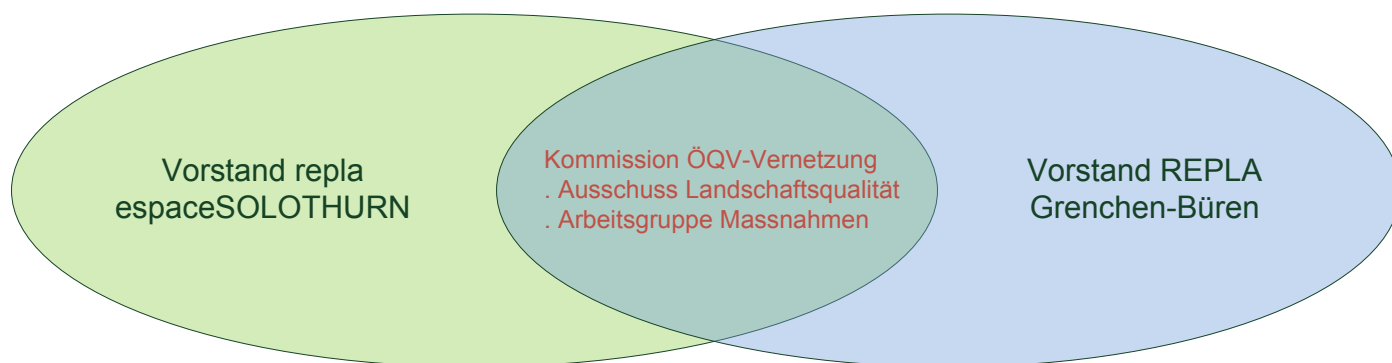 Vorstand repla
espaceSOLOTHURN
Kommission ÖQV-Vernetzung
. Ausschuss Landschaftsqualität
. Arbeitsgruppe Massnahmen
Vorstand REPLA
Grenchen-Büren